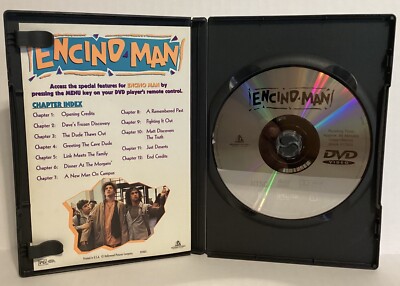 ENCINO MAN
Access the special features for ENCINO MAN by
pressing the MENU key on your DVD player's remote control.
CHAPTER INDEX
Chapter 1: Opening Credits
Chapter 2: Dave's Frozen Discovery
Chapter 3: The Dude Thaws Out
Chapter 4: Greeting The Cave Dude
Chapter 5: Link Meets The Family
Chapter 6: Dinner At The Morgans'
Chapter 7: A New Man On Campus
Chapter 8: A Remembered Past
Chapter 9: Fighting It Out
Chapter 10: Matt Discovers
The Truth
Chapter 11: Just Deserts
Chapter 12: End Credits
ENCINO MAN
DVD
VIDEO